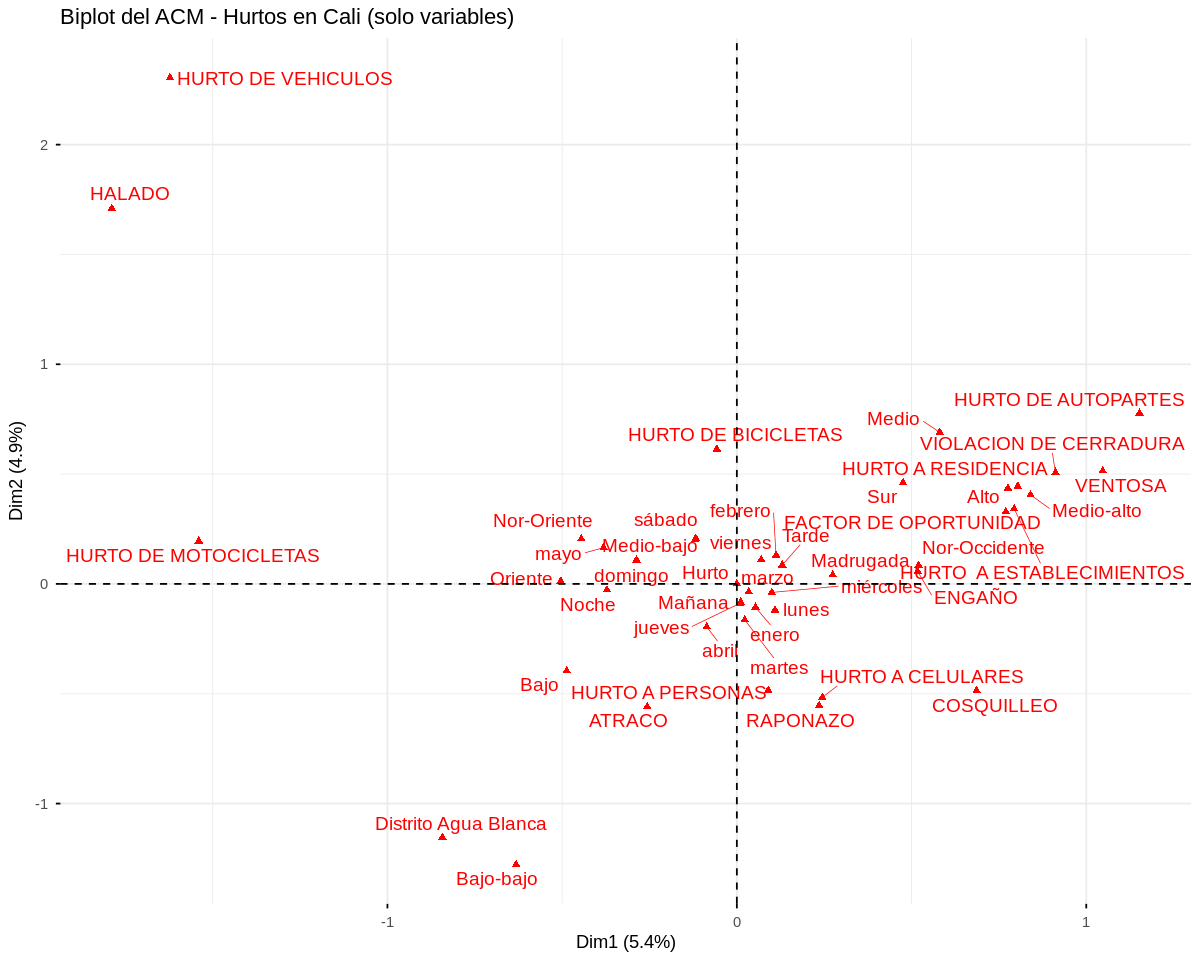 Biplot del ACM - Hurtos en Cali (solo variables)
HURTO DE VEHICULOS
2
HALADO
1
HURTO DE AUTOPARTES
Medio
HURTO DE BICICLETAS
VIOLACION DE CERRADURA
HURTO A RESIDENCIA
VENTOSA
Sur
Alto
Medio-alto
febrero
Nor-Oriente
sábado
FACTOR DE OPORTUNIDAD
Tarde
viernes
Medio-bajo
mayo
Nor-Occidente
HURTO DE MOTOCICLETAS
Madrugada
Hurto
marzo
HURTO  A ESTABLECIMIENTOS
domingo
Oriente
0
miércoles
ENGAÑO
Noche
Mañana
lunes
jueves
enero
abril
martes
HURTO A CELULARES
Bajo
HURTO A PERSONAS
COSQUILLEO
ATRACO
RAPONAZO
-1
Distrito Agua Blanca
Bajo-bajo
-1
0
1
Dim1 (5.4%)
Dim2 (4.9%)